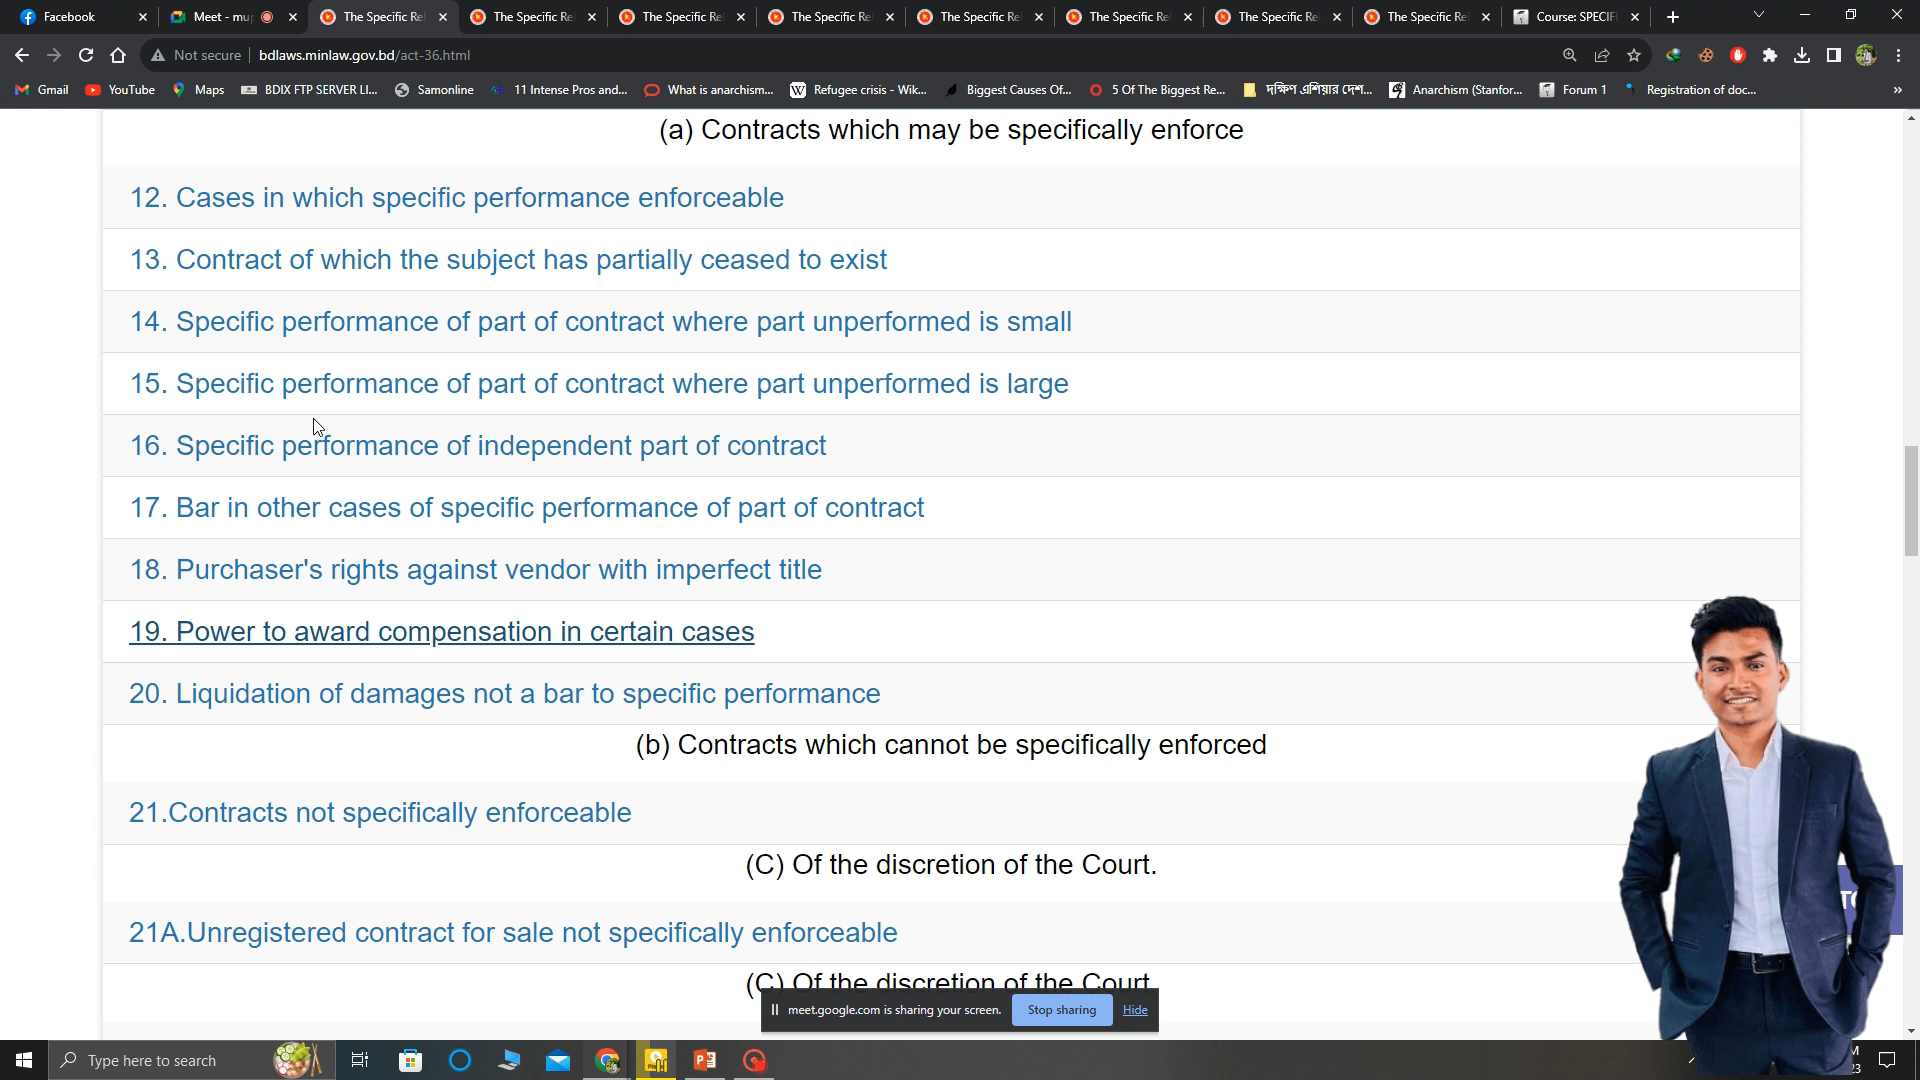 Facebook
Meet - mu
The Specific Re
The Specific Re
The Specific Re
The Specific Re
The Specific Re
The Specific Re
The Specific Re
The Specific Re
Course: SPECIF
Not secure bdlaws.minlaw.gov.bd/act-36.html
Gmail
YouTube
Maps
BDIX FTP SERVER LI...
Samonline
11 Intense Pros and...
What is anarchism...
Refugee crisis - Wik...
Biggest Causes Of...
5 Of The Biggest Re...
দক্ষিণ এশিয়ার দেশ...
Anarchism (Stanfor...
Forum 1
Registration of doc...
(a) Contracts which may be specifically enforce
12. Cases in which specific performance enforceable
13. Contract of which the subject has partially ceased to exist
14. Specific performance of part of contract where part unperformed is small
15. Specific performance of part of contract where part unperformed is large
16. Specific performance of independent part of contract
17. Bar in other cases of specific performance of part of contract
18. Purchaser's rights against vendor with imperfect title
19. Power to award compensation in certain cases
20. Liquidation of damages not a bar to specific performance
(b) Contracts which cannot be specifically enforced
21.Contracts not specifically enforceable
(C) Of the discretion of the Court.
21A.Unregistered contract for sale not specifically enforceable
(C) Of the discretion of the Court
meet.google.com is sharing your screen. Stop sharing Hide
Type here to search